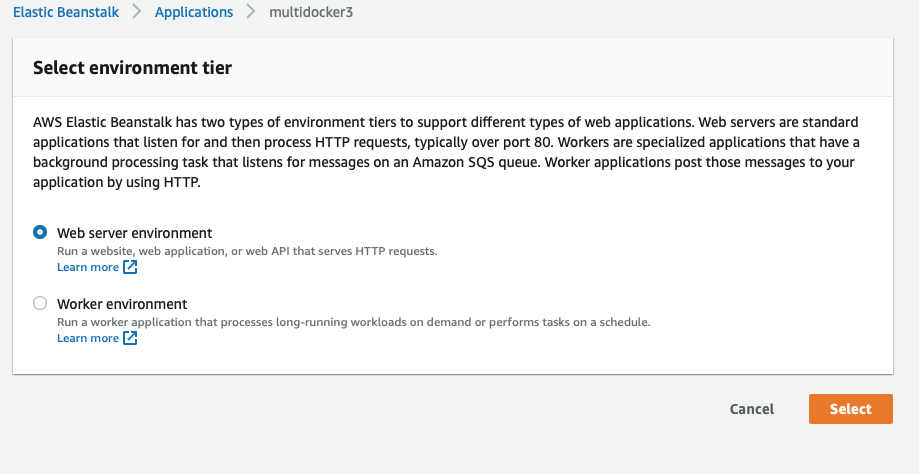 Elastic Beanstalk > Applications > multidocker3
Select environment tier
AWS Elastic Beanstalk has two types of environment tiers to support different types of web applications. Web servers are standard
applications that listen for and then process HTTP requests, typically over port 80. Workers are specialized applications that have a
background processing task that listens for messages on an Amazon SQS queue. Worker applications post those messages to your
application by using HTTP.
Web server environment
Run a website, web application, or web API that serves HTTP requests.
Learn more
Worker environment
Run a worker application that processes long-running workloads on demand or performs tasks on a schedule.
Learn more
Cancel Select